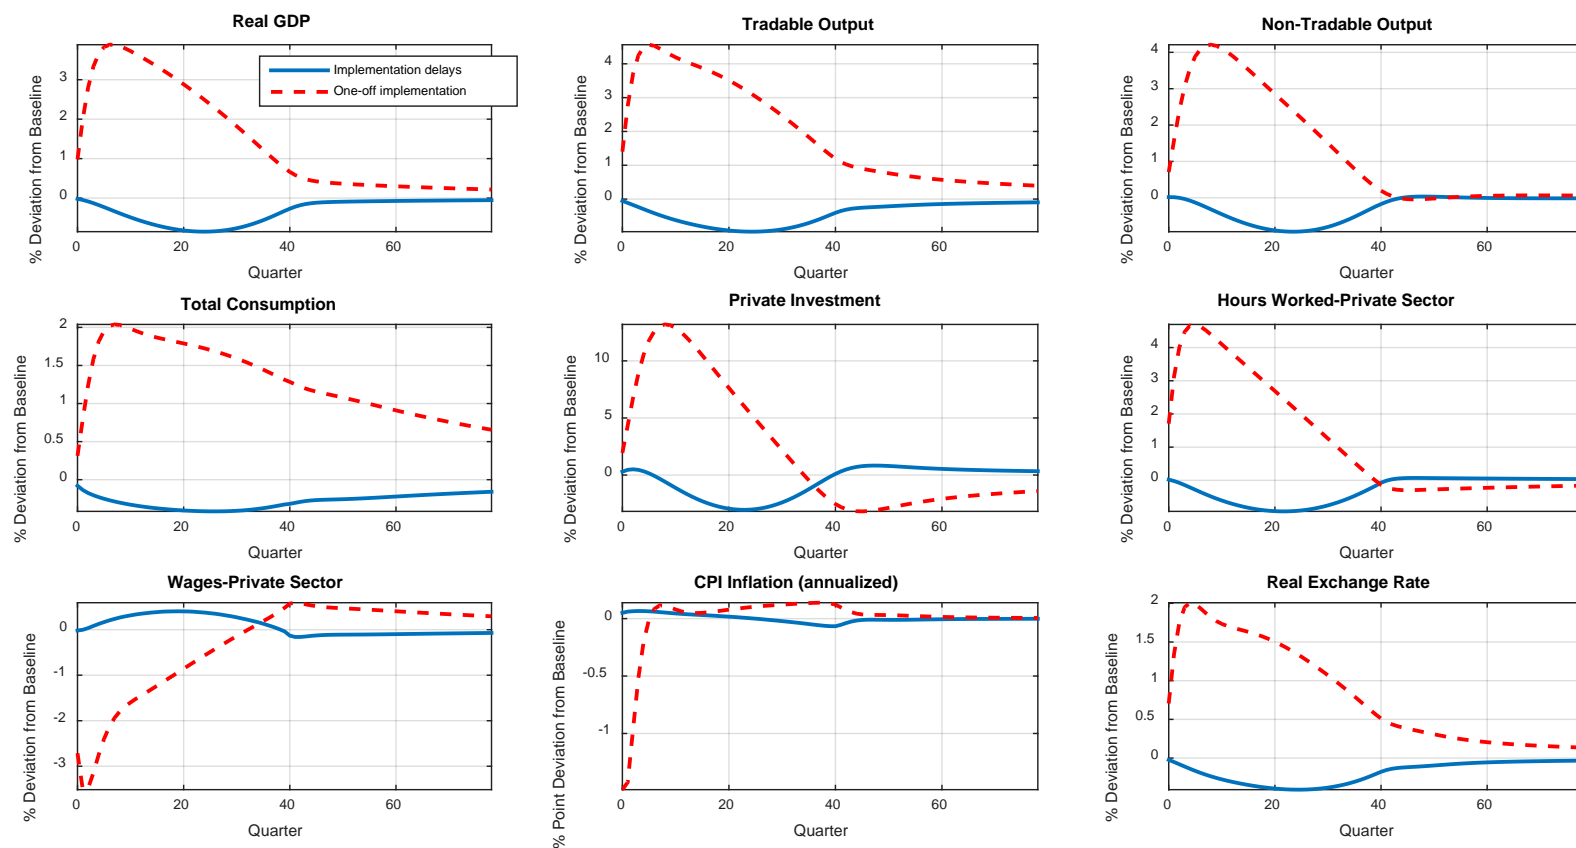 Real GDP
% Deviation from Baseline
3
2
1
0
Implementation delays
One-off implementation
0
20
40
60
Quarter
Tradable Output
% Deviation from Baseline
4
3
2
1
0
0
20
40
60
Quarter
Non-Tradable Output
% Deviation from Baseline
4
3
2
1
0
0
20
40
60
Quarter
Total Consumption
% Deviation from Baseline
2
1.5
1
0.5
0
0
20
40
60
Quarter
Private Investment
% Deviation from Baseline
10
5
0
0
20
40
60
Quarter
Hours Worked-Private Sector
% Deviation from Baseline
4
3
2
1
0
0
20
40
60
Quarter
Wages-Private Sector
% Deviation from Baseline
0
-1
-2
-3
0
20
40
60
Quarter
CPI Inflation (annualized)
% Point Deviation from Baseline
0
-0.5
-1
0
20
40
60
Quarter
Real Exchange Rate
% Deviation from Baseline
2
1.5
1
0.5
0
0
20
40
60
Quarter